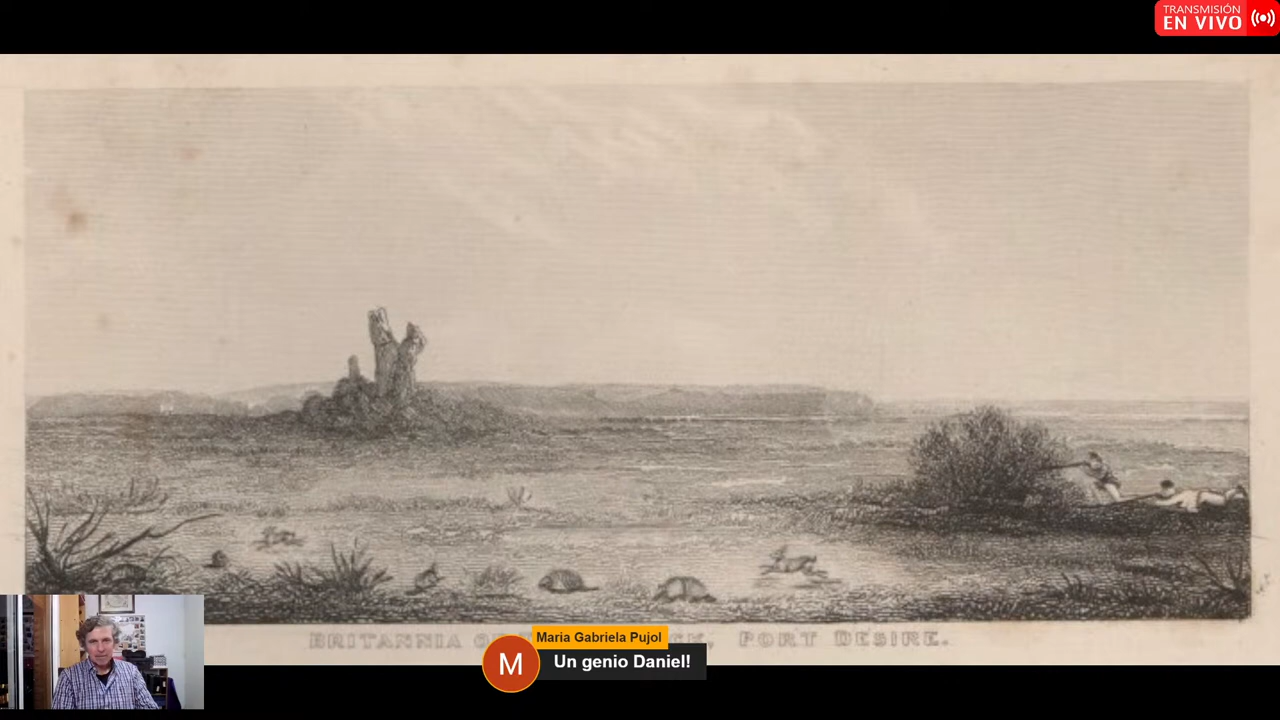 TRANSMISIÓN
EN VIVO
BRITANNIA PORT DESIRE.
Maria Gabriela Pujol
M
Un genio Daniel!